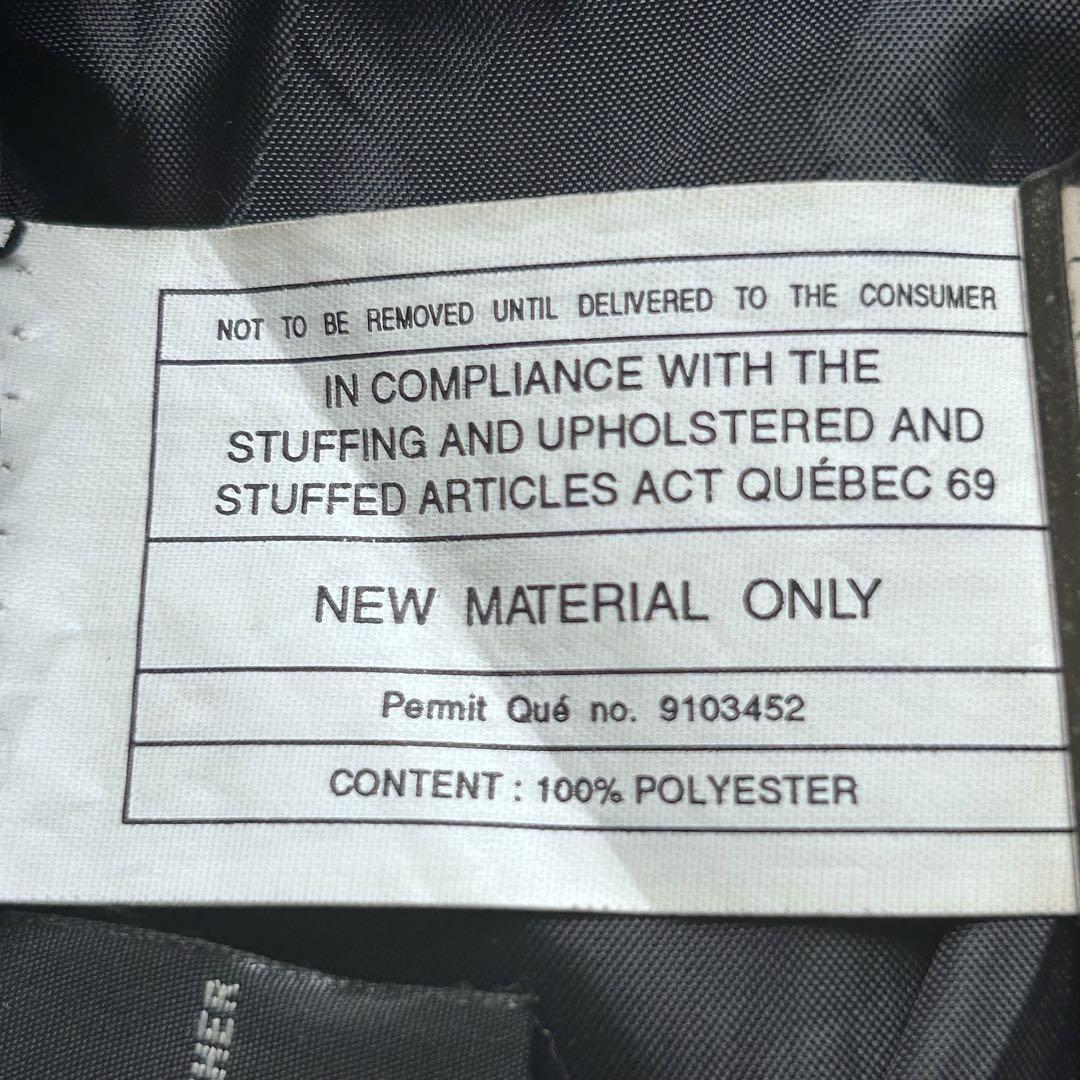 NOT TO BE REMOVED UNTIL DELIVERED TO THE CONSUMER
IN COMPLIANCE WITH THE
STUFFING AND UPHOLSTERED AND
STUFFED ARTICLES ACT QUÉBEC 69
NEW MATERIAL ONLY
Permit Qué no. 9103452
CONTENT : 100% POLYESTER